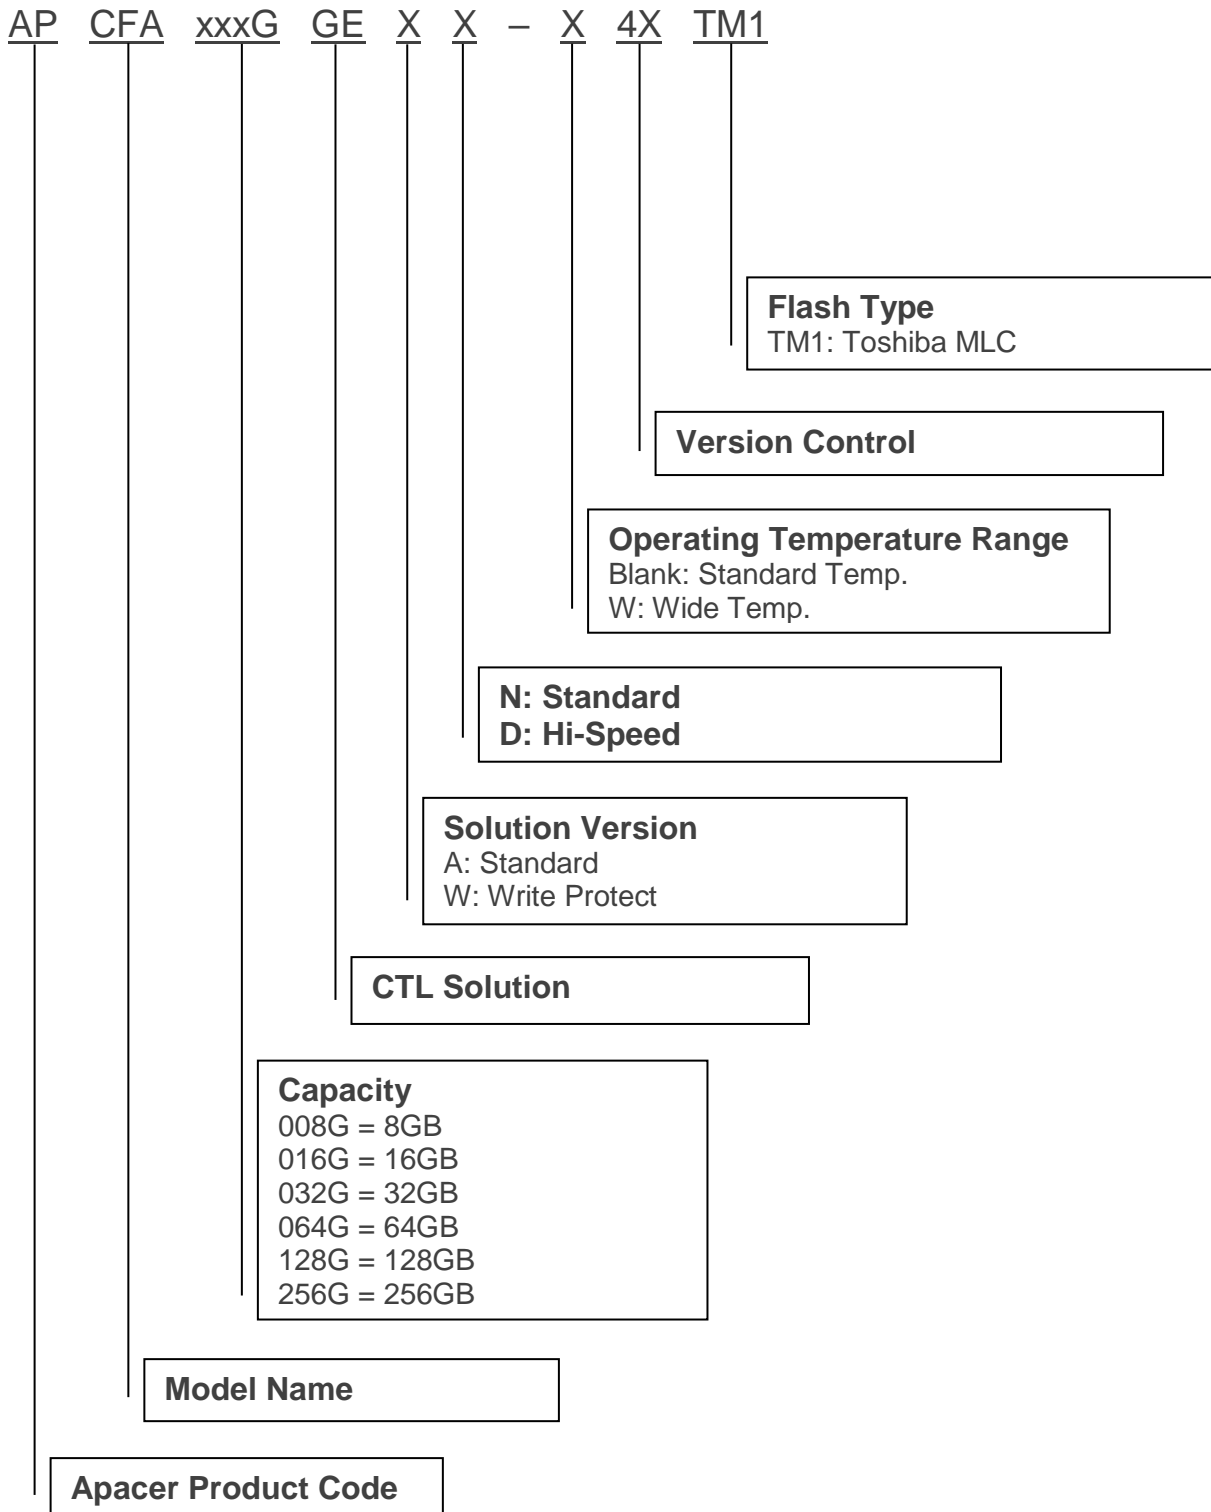 AP CFA xxxG GE X X – X 4X TM1
Flash Type
TM1: Toshiba MLC
Version Control
Operating Temperature Range
Blank: Standard Temp.
W: Wide Temp.
N: Standard
D: Hi-Speed
Solution Version
A: Standard
W: Write Protect
CTL Solution
Capacity
008G = 8GB
016G = 16GB
032G = 32GB
064G = 64GB
128G = 128GB
256G = 256GB
Model Name
Apacer Product Code